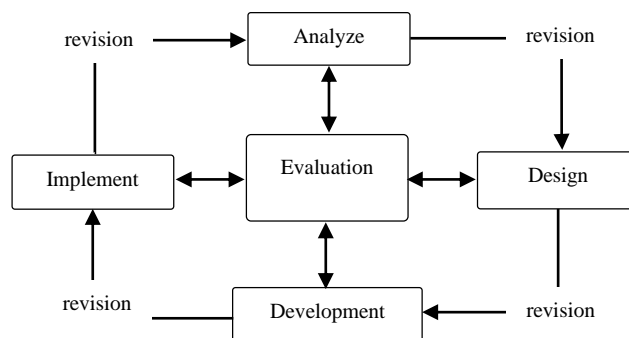 revision
Analyze
revision
Implement
Evaluation
Design
revision
Development
revision